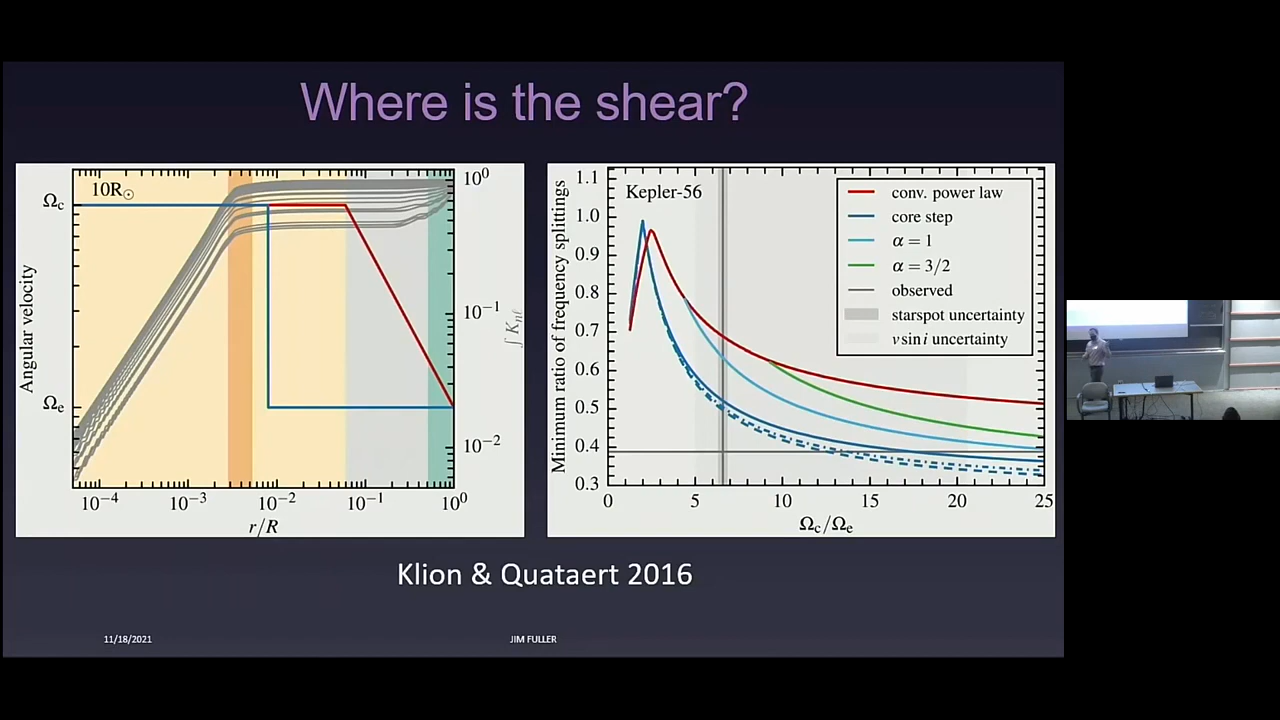 Where is the shear?
10R☉
Ωc
Ωe
Angular velocity
10⁰
10⁻¹
10⁻²
∫ Knℓ
10⁻⁴
10⁻³
10⁻²
10⁻¹
10⁰
r/R
Kepler-56
Minimum ratio of frequency splittings
1.1
1.0
0.9
0.8
0.7
0.6
0.5
0.4
0.3
0
5
10
15
20
25
Ωc/Ωe
conv. power law
core step
α = 1
α = 3/2
observed
starspot uncertainty
v sin i uncertainty
Klion & Quataert 2016
11/18/2021
JIM FULLER